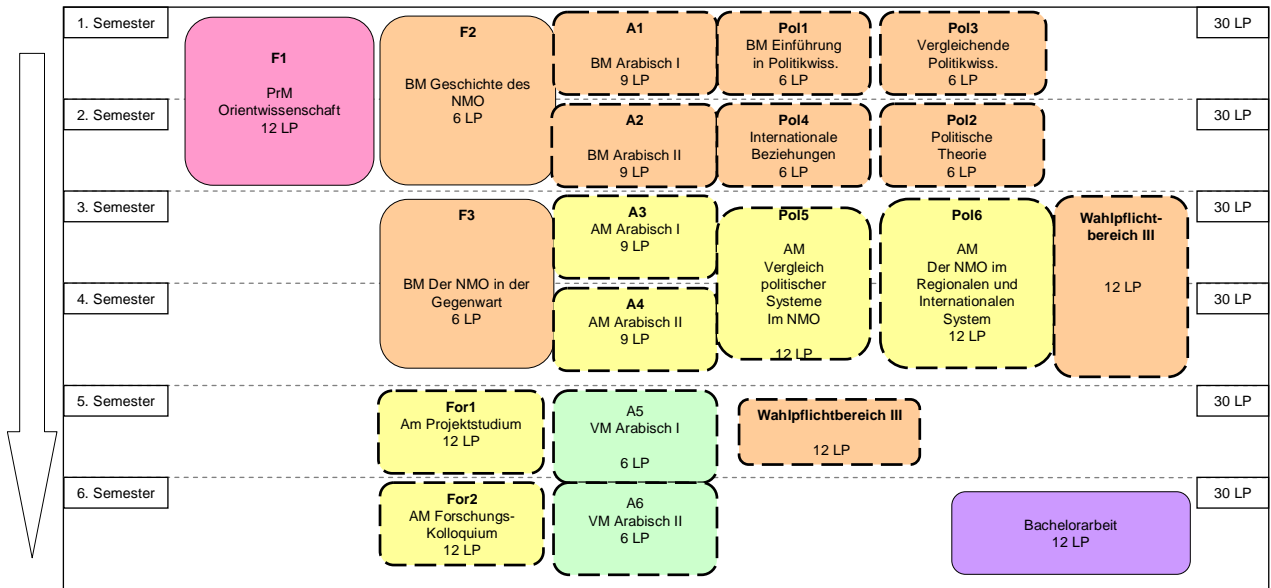 1. Semester
30 LP
F1
PrM
Orientwissenschaft
12 LP
F2
BM Geschichte des
NMO
6 LP
A1
BM Arabisch I
9 LP
Pol1
BM Einführung
in Politikwiss.
6 LP
Pol3
Vergleichende
Politikwiss.
6 LP
2. Semester
30 LP
A2
BM Arabisch II
9 LP
Pol4
Internationale
Beziehungen
6 LP
Pol2
Politische
Theorie
6 LP
3. Semester
30 LP
F3
BM Der NMO in der
Gegenwart
6 LP
A3
AM Arabisch I
9 LP
Pol5
AM
Vergleich
politischer
Systeme
Im NMO
12 LP
Pol6
AM
Der NMO im
Regionalen und
Internationalen
System
12 LP
Wahlpflicht-
bereich III
12 LP
4. Semester
30 LP
A4
AM Arabisch II
9 LP
5. Semester
30 LP
For1
Am Projektstudium
12 LP
A5
VM Arabisch I
6 LP
Wahlpflichtbereich III
12 LP
6. Semester
30 LP
For2
AM Forschungs-
Kolloquium
12 LP
A6
VM Arabisch II
6 LP
Bachelorarbeit
12 LP